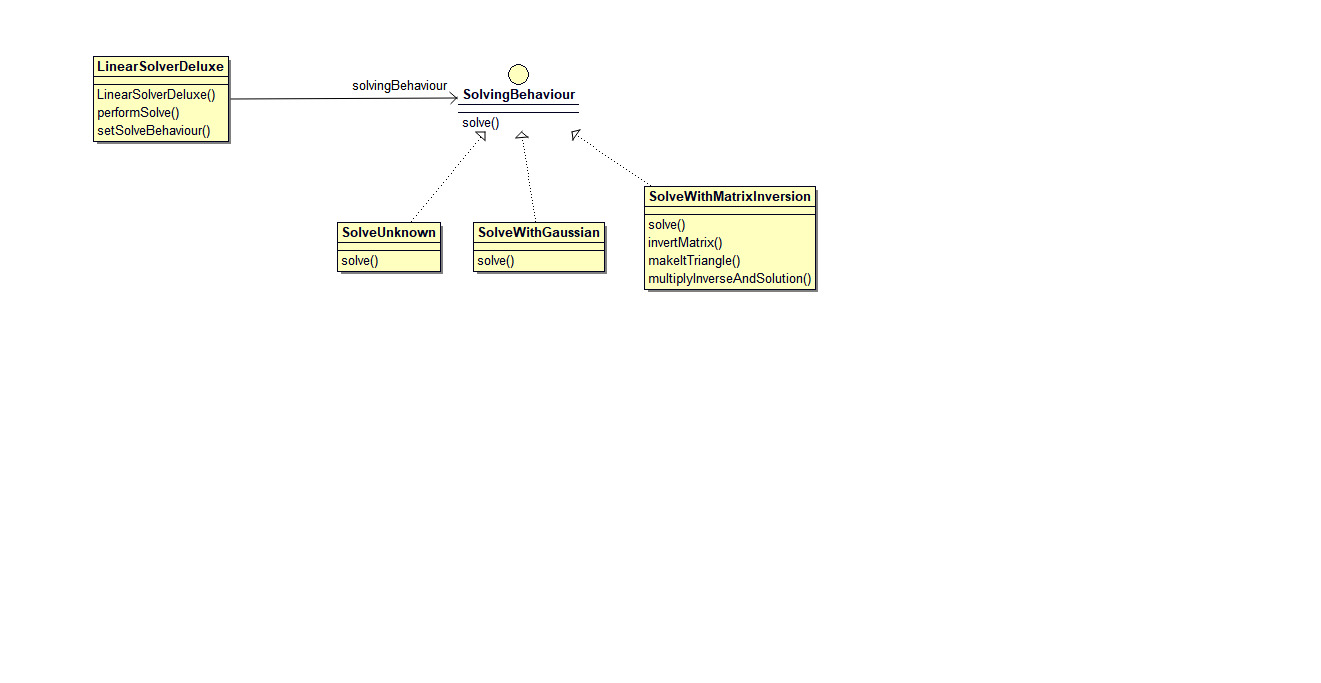 LinearSolverDeluxe
LinearSolverDeluxe()
performSolve()
setSolveBehaviour()
solvingBehaviour
SolvingBehaviour
solve()
SolveUnknown
solve()
SolveWithGaussian
solve()
SolveWithMatrixInversion
solve()
invertMatrix()
makeItTriangle()
multiplyInverseAndSolution()